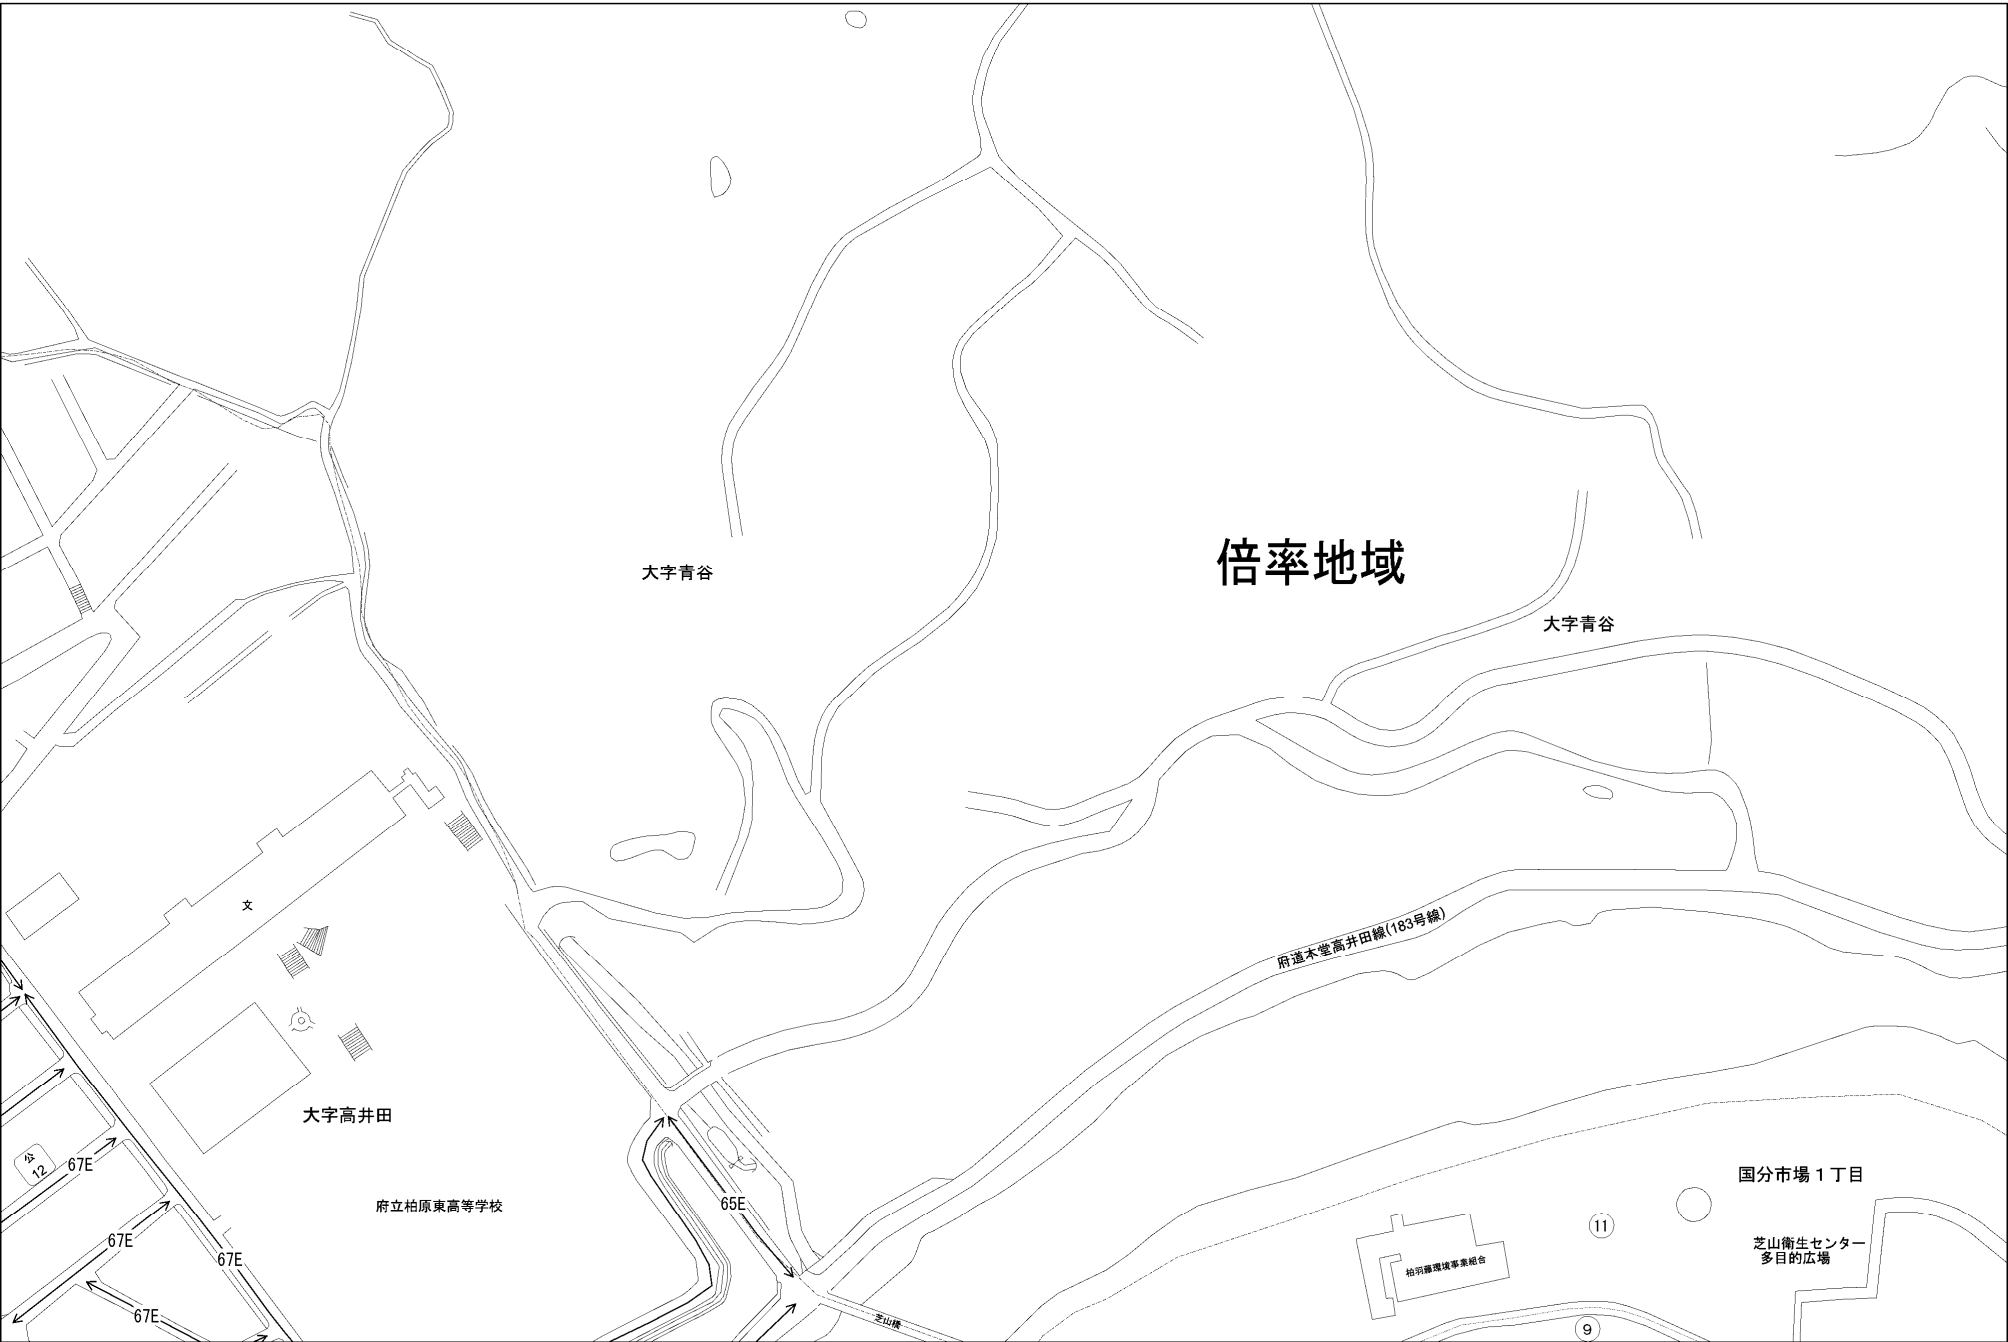 倍率地域
大字青谷
大字青谷
府道本堂高井田線(183号線)
文
大字高井田
府立柏原東高等学校
公
12
67E
67E
67E
67E
65E
国分市場1丁目
11
芝山衛生センター
多目的広場
柏羽藤環境事業組合
芝山橋
9